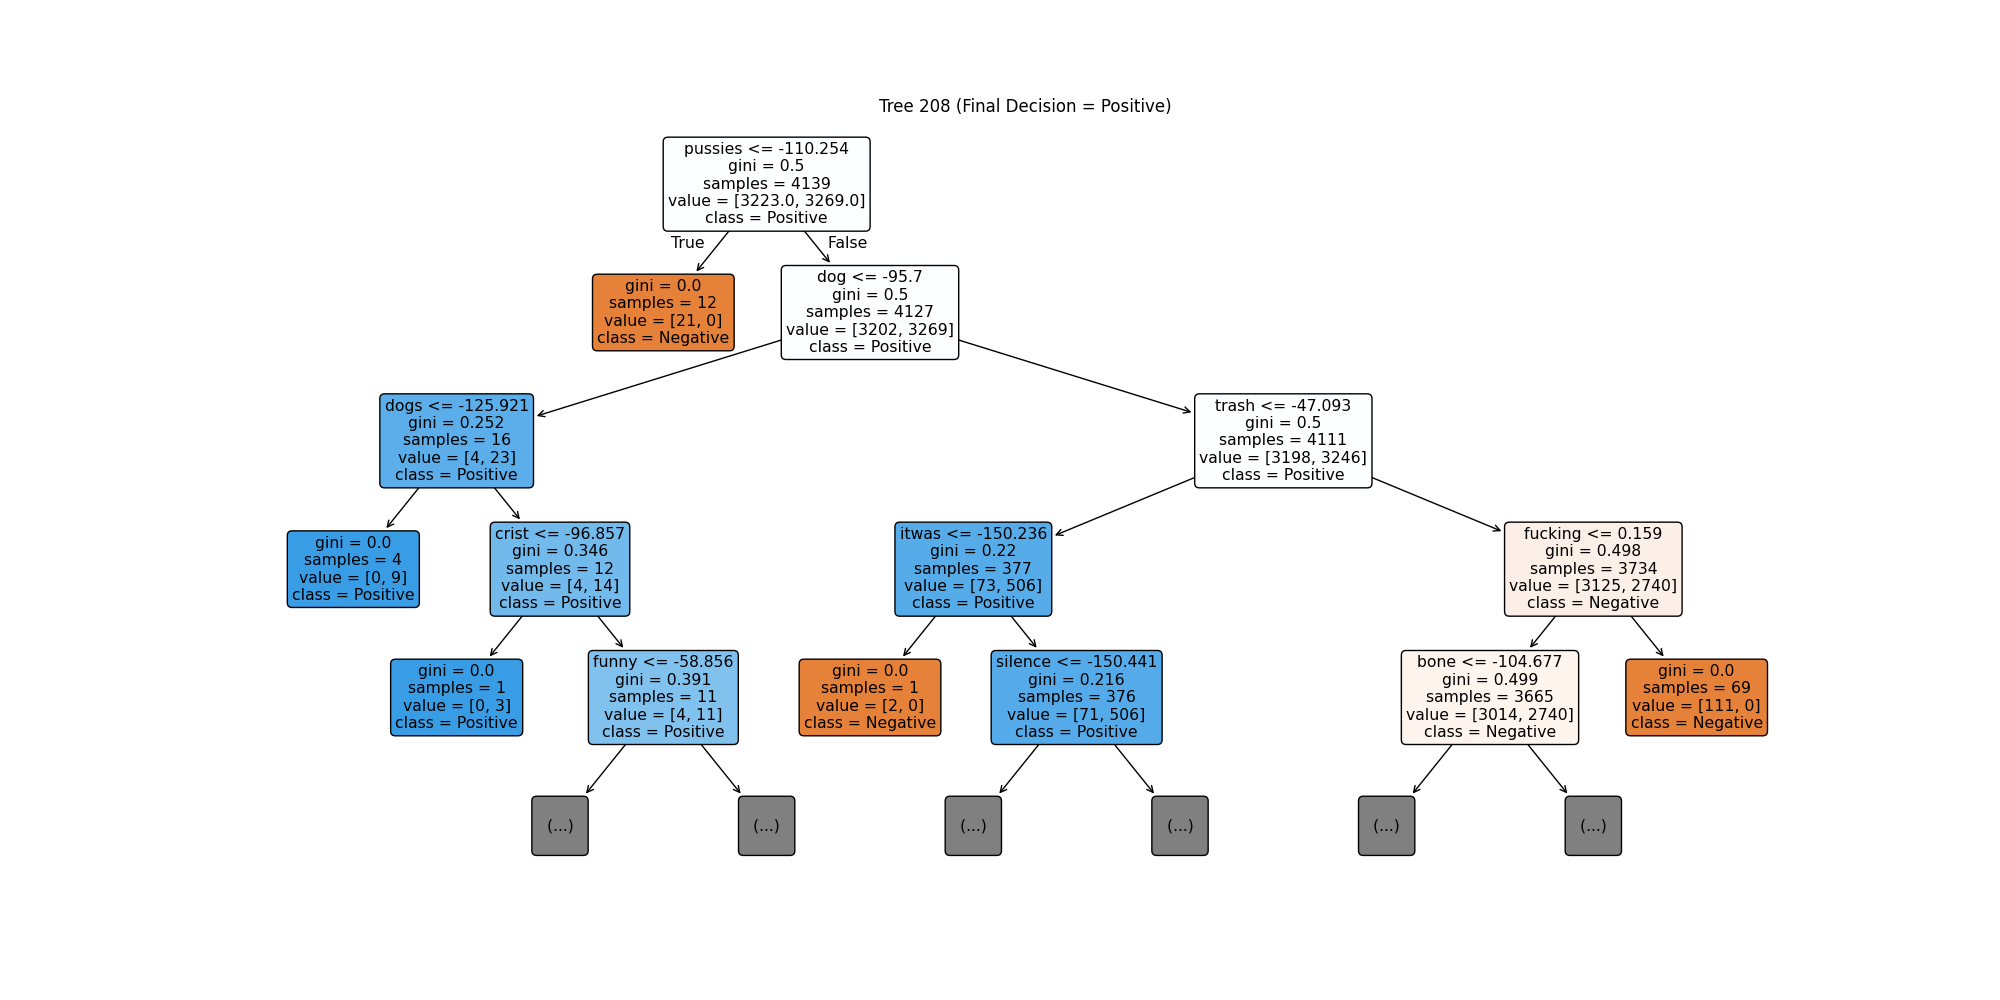 Tree 208 (Final Decision = Positive)
pussies <= -110.254
gini = 0.5
samples = 4139
value = [3223.0, 3269.0]
class = Positive
True
False
gini = 0.0
samples = 12
value = [21, 0]
class = Negative
dog <= -95.7
gini = 0.5
samples = 4127
value = [3202, 3269]
class = Positive
dogs <= -125.921
gini = 0.252
samples = 16
value = [4, 23]
class = Positive
trash <= -47.093
gini = 0.5
samples = 4111
value = [3198, 3246]
class = Positive
gini = 0.0
samples = 4
value = [0, 9]
class = Positive
crist <= -96.857
gini = 0.346
samples = 12
value = [4, 14]
class = Positive
itwas <= -150.236
gini = 0.22
samples = 377
value = [73, 506]
class = Positive
fucking <= 0.159
gini = 0.498
samples = 3734
value = [3125, 2740]
class = Negative
gini = 0.0
samples = 1
value = [0, 3]
class = Positive
funny <= -58.856
gini = 0.391
samples = 11
value = [4, 11]
class = Positive
gini = 0.0
samples = 1
value = [2, 0]
class = Negative
silence <= -150.441
gini = 0.216
samples = 376
value = [71, 506]
class = Positive
bone <= -104.677
gini = 0.499
samples = 3665
value = [3014, 2740]
class = Negative
gini = 0.0
samples = 69
value = [111, 0]
class = Negative
(...)
(...)
(...)
(...)
(...)
(...)